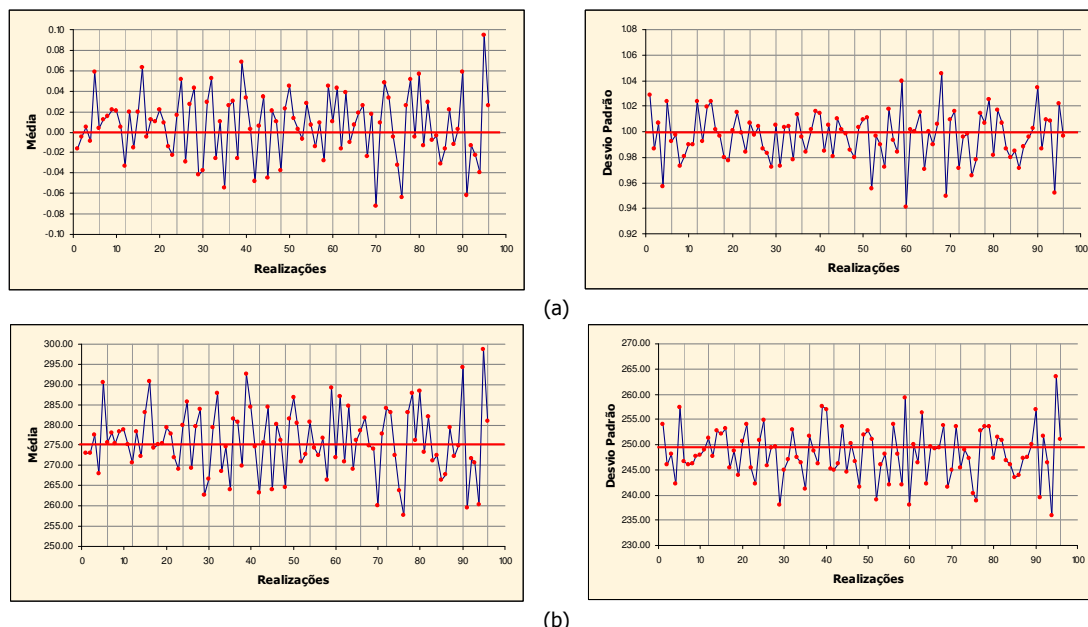 0.10
0.08
0.06
0.04
0.02
0.00
-0.02
-0.04
-0.06
-0.08
-0.10
Média
0 10 20 30 40 50 60 70 80 90 100
Realizações
1.08
1.06
1.04
1.02
1.00
0.98
0.96
0.94
0.92
Desvio Padrão
0 10 20 30 40 50 60 70 80 90 100
Realizações
(a)
300.00
295.00
290.00
285.00
280.00
275.00
270.00
265.00
260.00
255.00
250.00
Média
0 10 20 30 40 50 60 70 80 90 100
Realizações
270.00
265.00
260.00
255.00
250.00
245.00
240.00
235.00
230.00
Desvio Padrão
0 10 20 30 40 50 60 70 80 90 100
Realizações
(b)